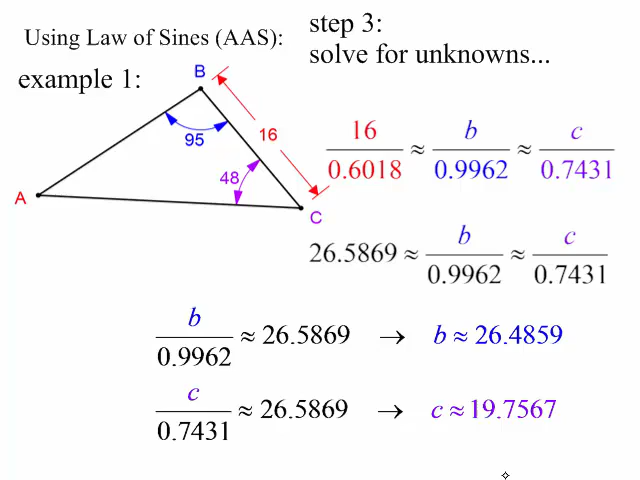 Using Law of Sines (AAS):
step 3:
solve for unknowns...
example 1:
B
95
16
48
A
C
16/0.6018 ≈ b/0.9962 ≈ c/0.7431
26.5869 ≈ b/0.9962 ≈ c/0.7431
b/0.9962 ≈ 26.5869 → b ≈ 26.4859
c/0.7431 ≈ 26.5869 → c ≈ 19.7567